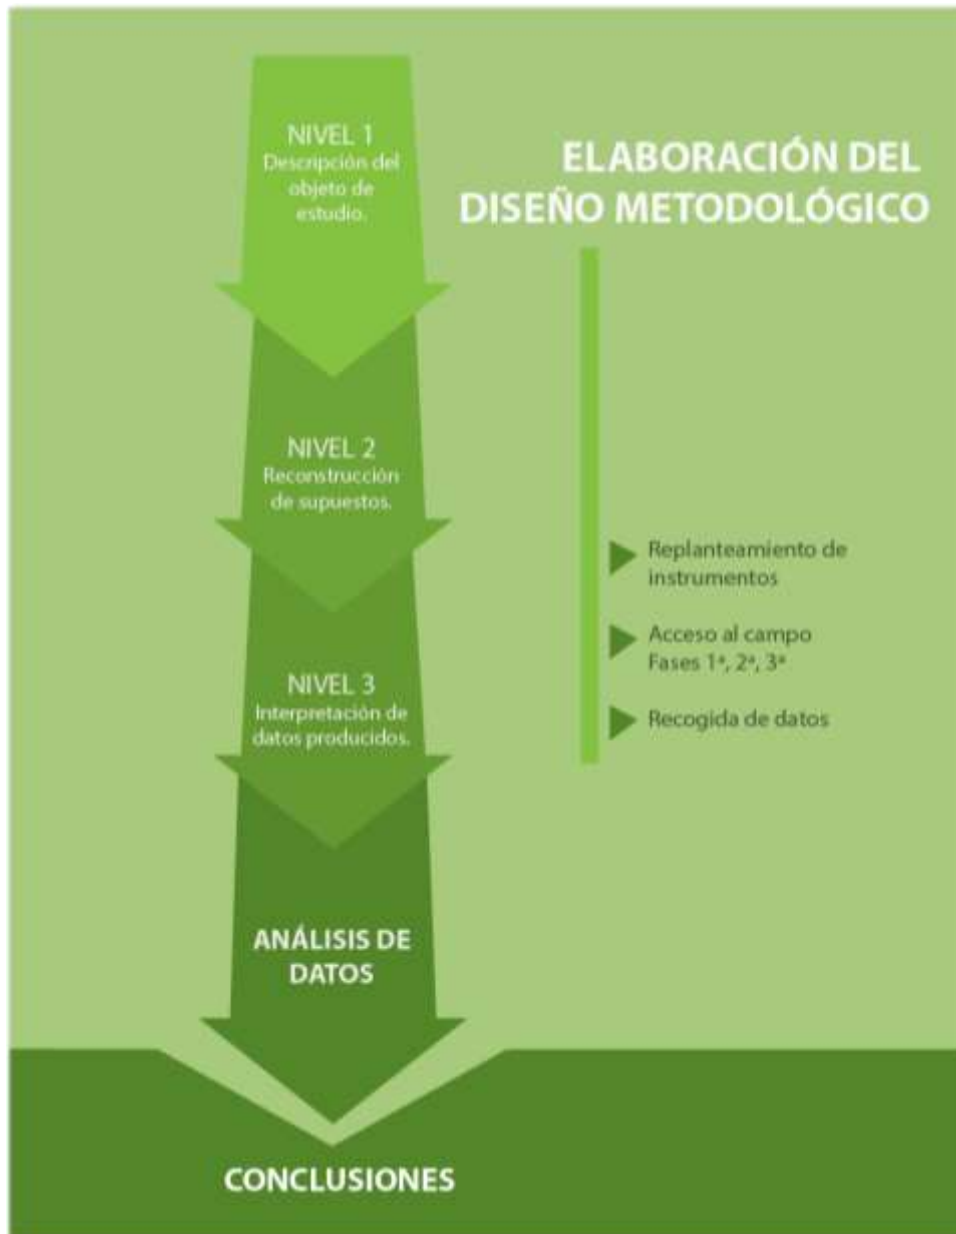 NIVEL 1
Descripción del
objeto de
estudio.
ELABORACIÓN DEL
DISEÑO METODOLÓGICO
NIVEL 2
Reconstrucción
de supuestos.
Replanteamiento de
instrumentos
Acceso al campo
Fases 1ª, 2ª, 3ª
Recogida de datos
NIVEL 3
Interpretación de
datos producidos.
ANÁLISIS DE
DATOS
CONCLUSIONES